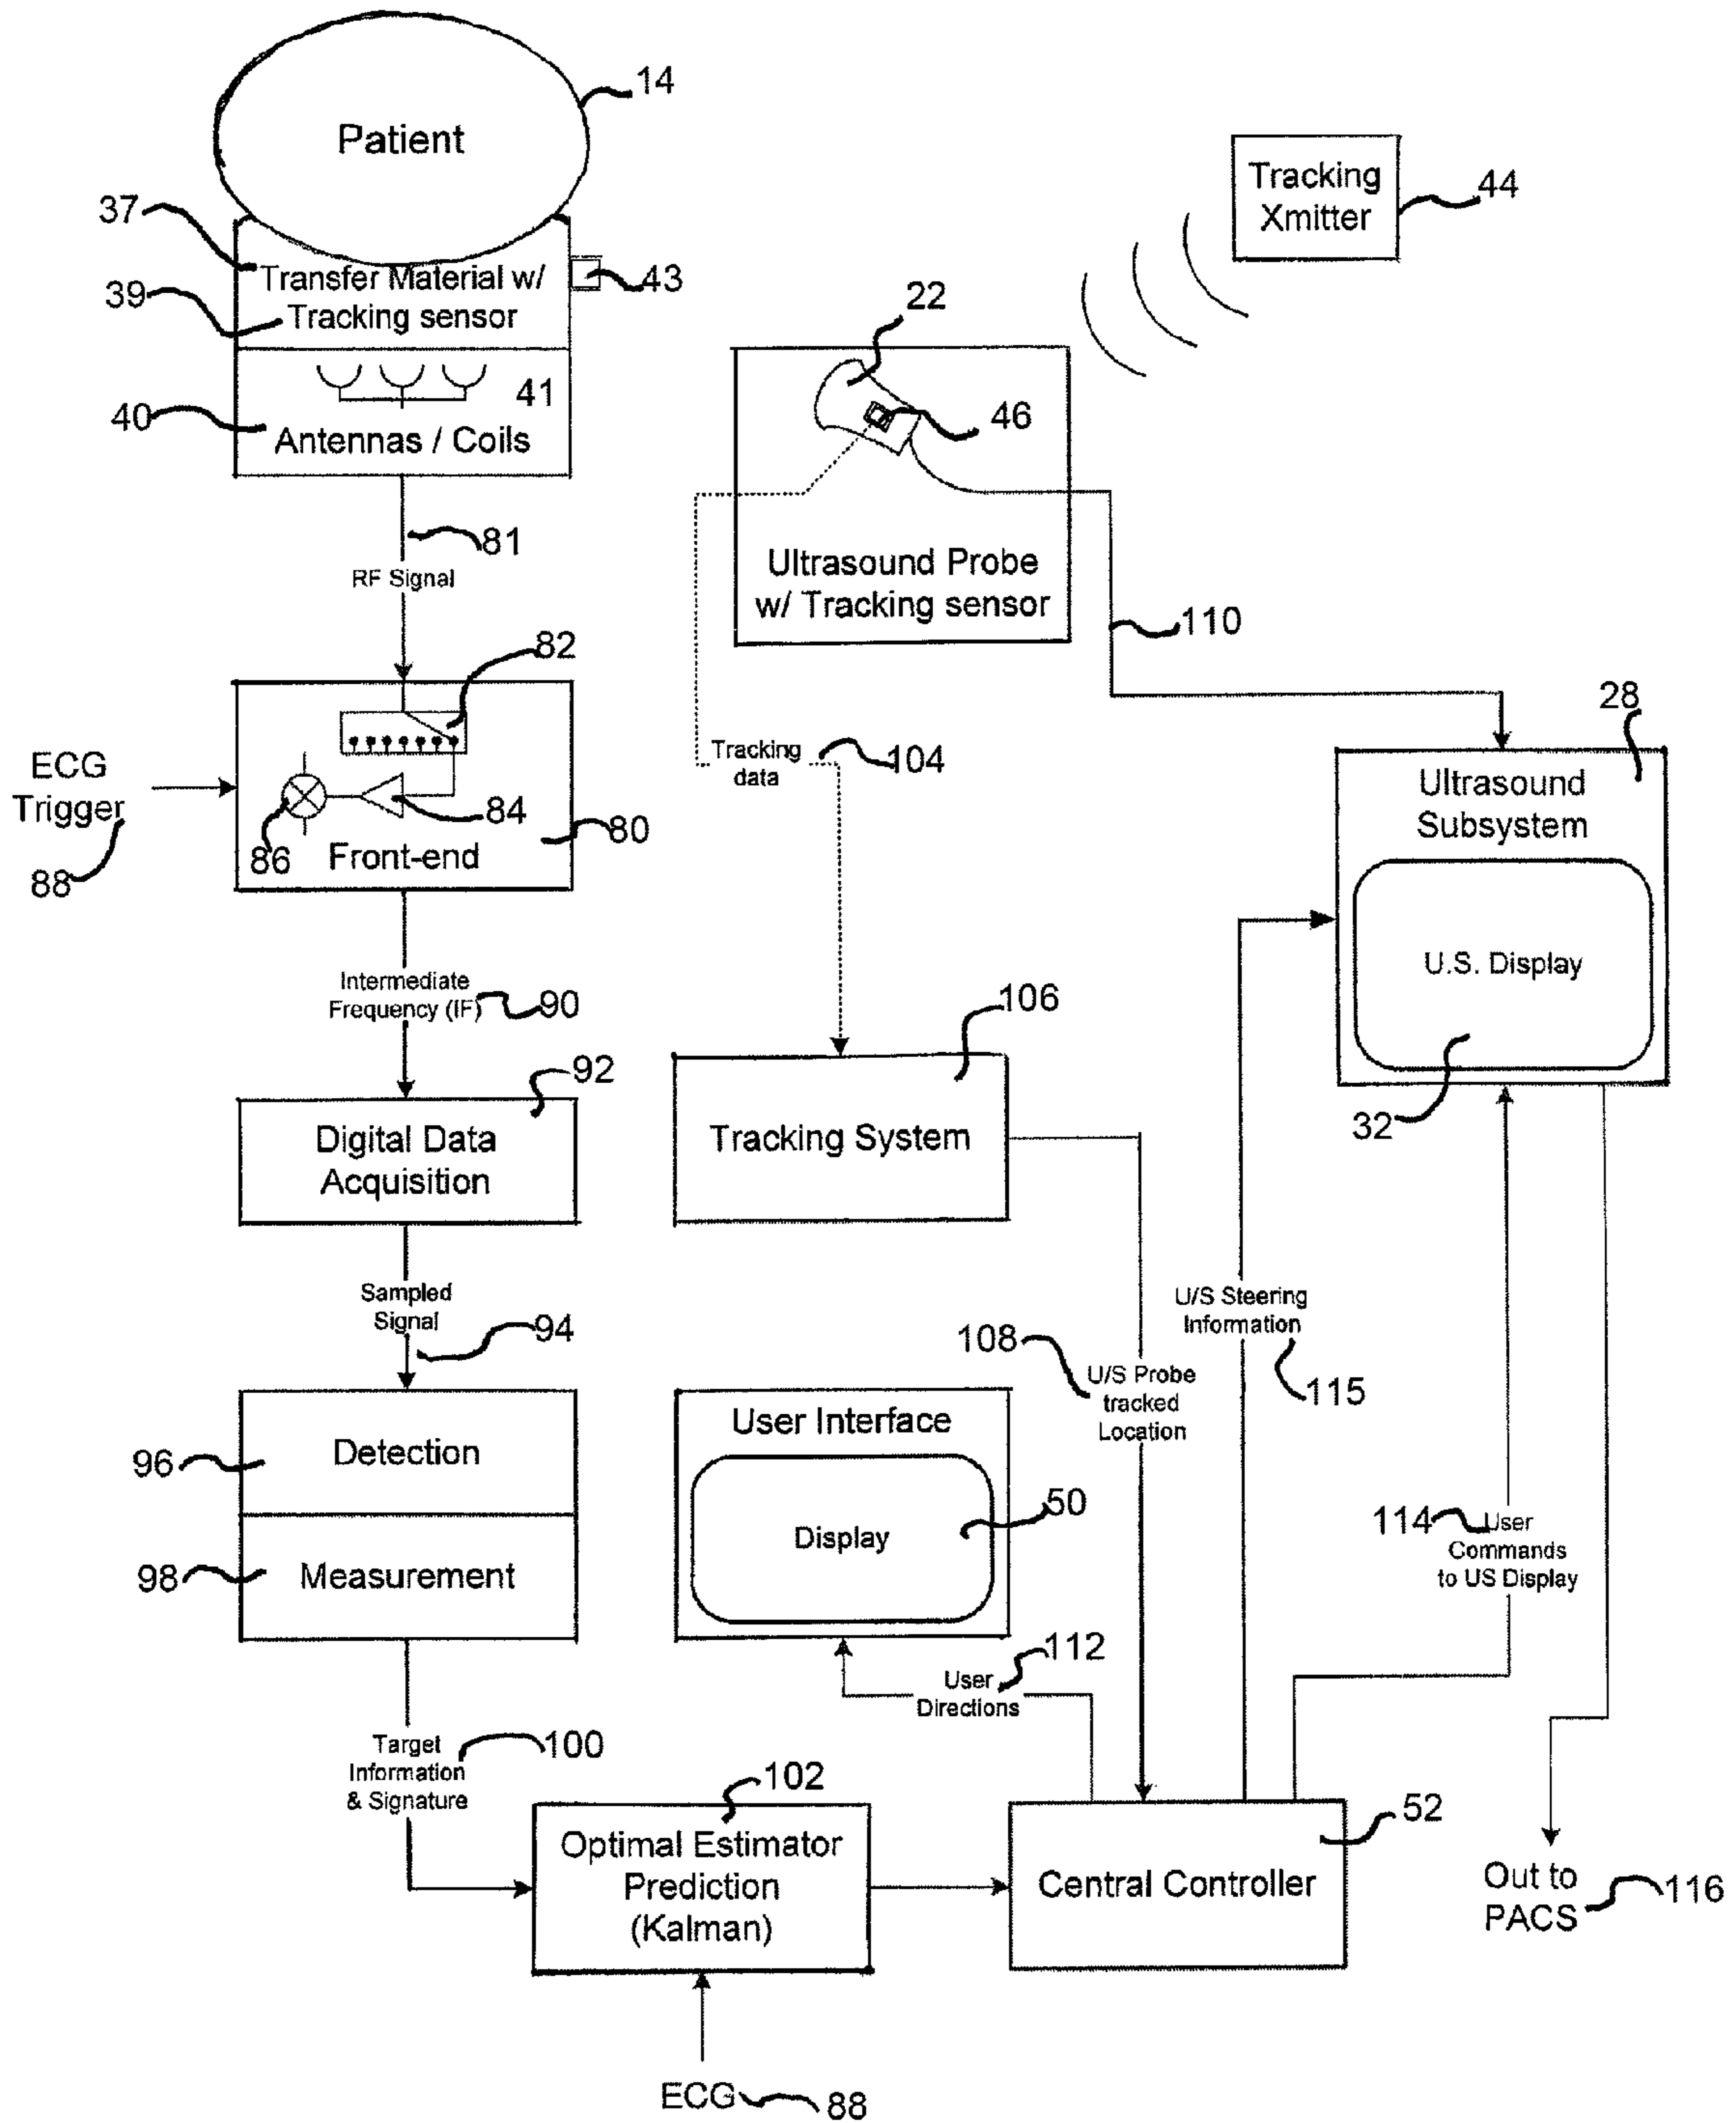 14
Patient
37
Transfer Material w/
Tracking sensor
39
43
41
40
Antennas / Coils
Tracking
Xmitter
44
22
46
Ultrasound Probe
w/ Tracking sensor
110
81
RF Signal
82
ECG
Trigger
88
84
86
80
Front-end
Tracking
data
104
28
Ultrasound
Subsystem
U.S. Display
32
Intermediate
Frequency (IF)
90
92
Digital Data
Acquisition
106
Tracking System
Sampled
Signal
94
108
U/S Probe
tracked
Location
U/S Steering
Information
115
96
Detection
98
Measurement
User Interface
Display
50
114
User
Commands
to US Display
112
User
Directions
Target
Information
& Signature
100
102
Optimal Estimator
Prediction
(Kalman)
52
Central Controller
Out to
PACS
116
ECG
88